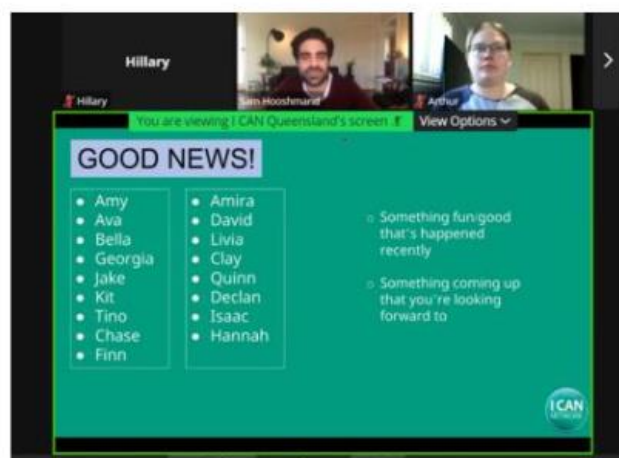 Hillary
Hillary
Sam Hooshmand
Arthur
You are viewing I CAN Queensland's screen
View Options
GOOD NEWS!
• Amy
• Ava
• Bella
• Georgia
• Jake
• Kit
• Tino
• Chase
• Finn
• Amira
• David
• Livia
• Clay
• Quinn
• Declan
• Isaac
• Hannah
Something fun/good
that's happened
recently
Something coming up
that you're looking
forward to
I CAN
NETWORK